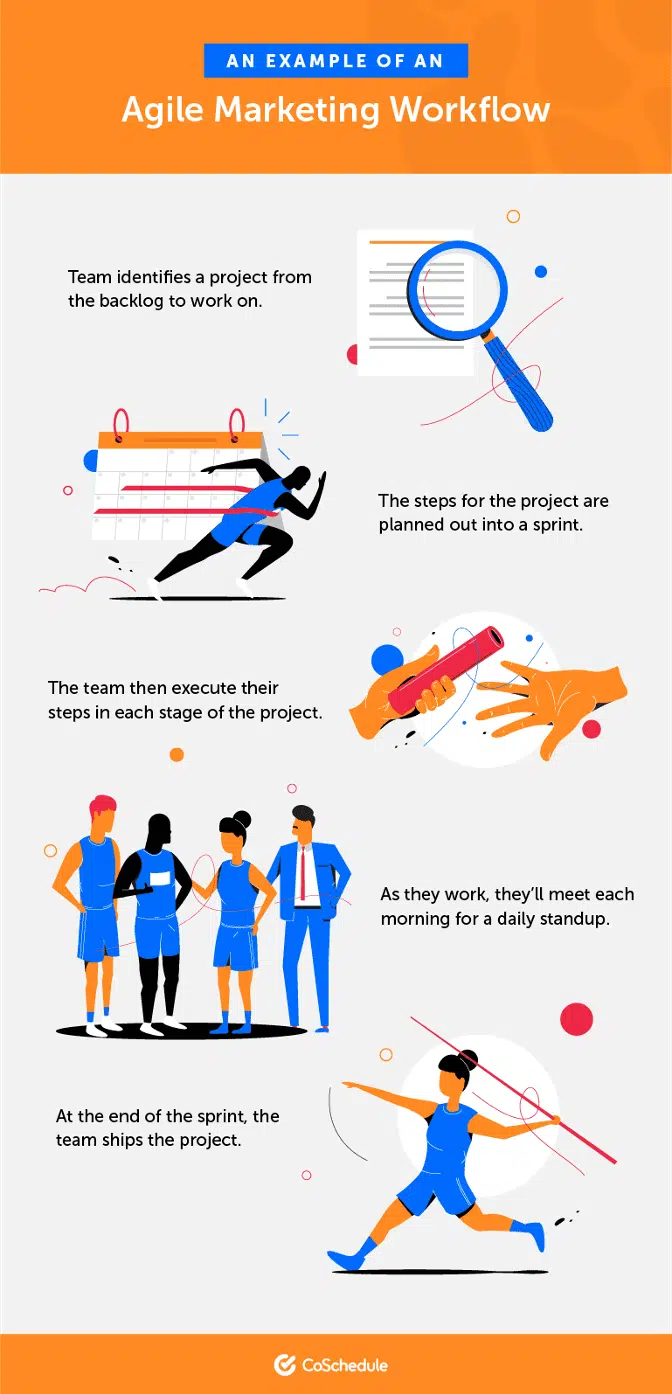 AN EXAMPLE OF AN
Agile Marketing Workflow
Team identifies a project from
the backlog to work on.
The steps for the project are
planned out into a sprint.
The team then execute their
steps in each stage of the project.
As they work, they’ll meet each
morning for a daily standup.
At the end of the sprint, the
team ships the project.
CoSchedule